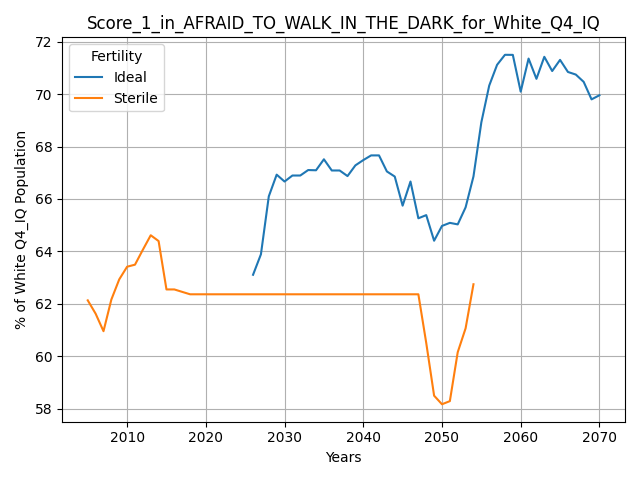 Score_1_in_AFRAID_TO_WALK_IN_THE_DARK_for_White_Q4_IQ
Fertility
Ideal
Sterile
% of White Q4_IQ Population
72
70
68
66
64
62
60
58
2010 2020 2030 2040 2050 2060 2070
Years